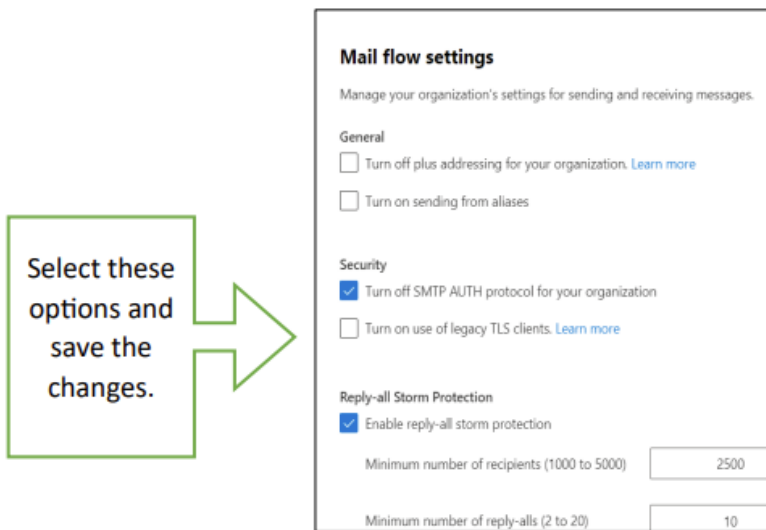 Mail flow settings
Manage your organization's settings for sending and receiving messages.
General
Turn off plus addressing for your organization. Learn more
Turn on sending from aliases
Select these
options and
save the
changes.
Security
Turn off SMTP AUTH protocol for your organization
Turn on use of legacy TLS clients. Learn more
Reply-all Storm Protection
Enable reply-all storm protection
Minimum number of recipients (1000 to 5000) 2500
Minimum number of reply-alls (2 to 20) 10